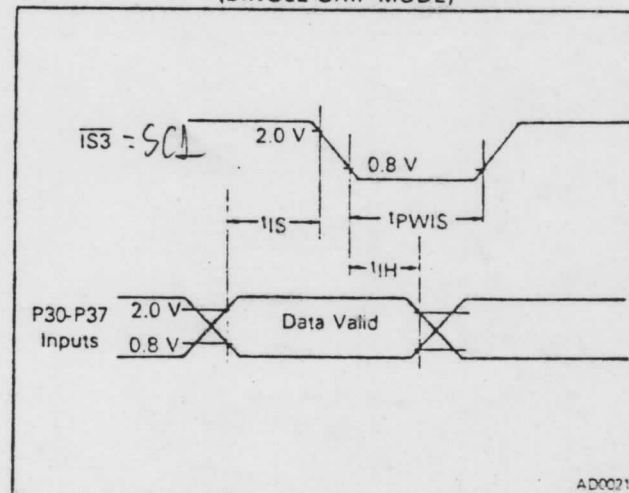 (SINGLE CHIP MODE)
IS3 = SC1
2.0 V
0.8 V
tIS
tPWIS
tIH
P30-P37
Inputs
2.0 V
0.8 V
Data Valid
AD0021